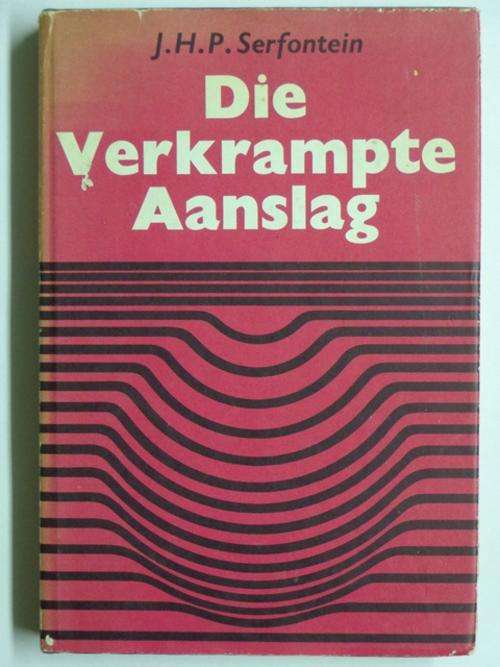 J.H.P. Serfontein
Die
Verkrampte
Aanslag